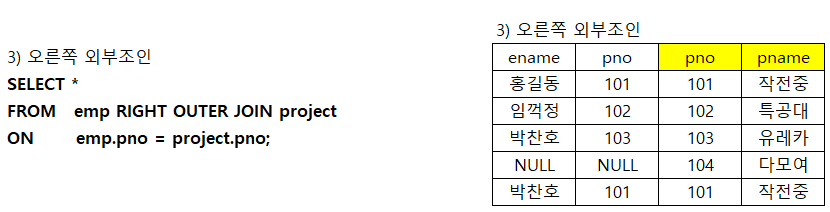 3) 오른쪽 외부조인
SELECT *
FROM emp RIGHT OUTER JOIN project
ON emp.pno = project.pno;
3) 오른쪽 외부조인
ename pno pno pname
홍길동 101 101 작전중
임꺽정 102 102 특공대
박찬호 103 103 유레카
NULL NULL 104 다모여
박찬호 101 101 작전중